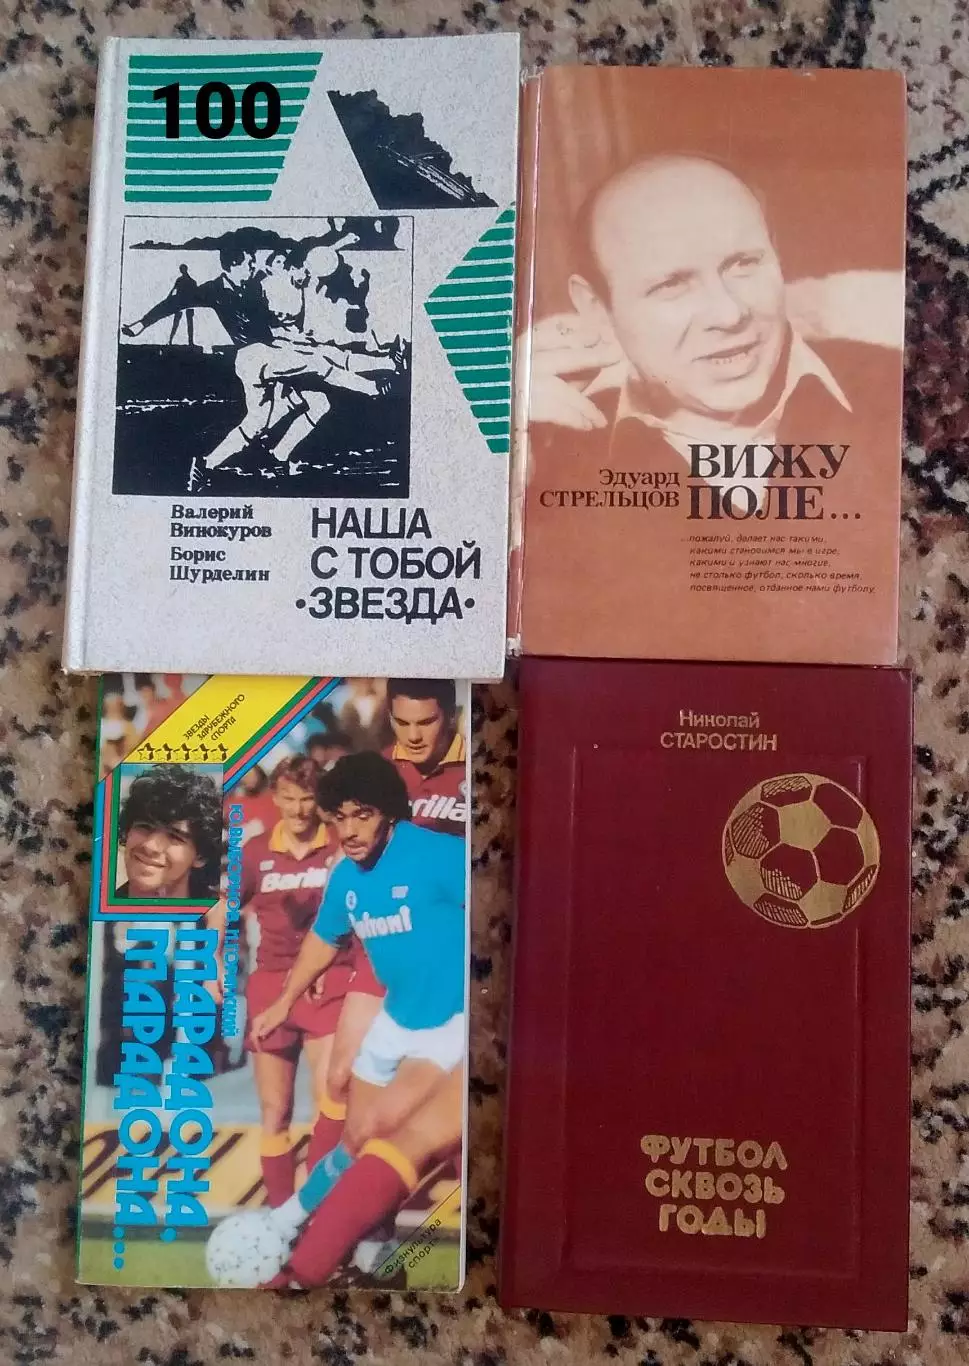 100
Валерий
Винокуров
Борис
Шурделин
НАША
С ТОБОЙ
«ЗВЕЗДА»
Эдуард
СТРЕЛЬЦОВ
ВИЖУ
ПОЛЕ...
...пожалуй, делает нас такими,
какими становимся мы в игре,
какими и узнают нас многие,
не столько футбол, сколько время,
посвященное, отданное нами футболу.
ЗВЕЗДЫ
ЗАРУБЕЖНОГО
СПОРТА
МАРАДОНА,
МАРАДОНА...
Barilla
Физкультура
спорт
Николай
СТАРОСТИН
ФУТБОЛ
СКВОЗЬ
ГОДЫ